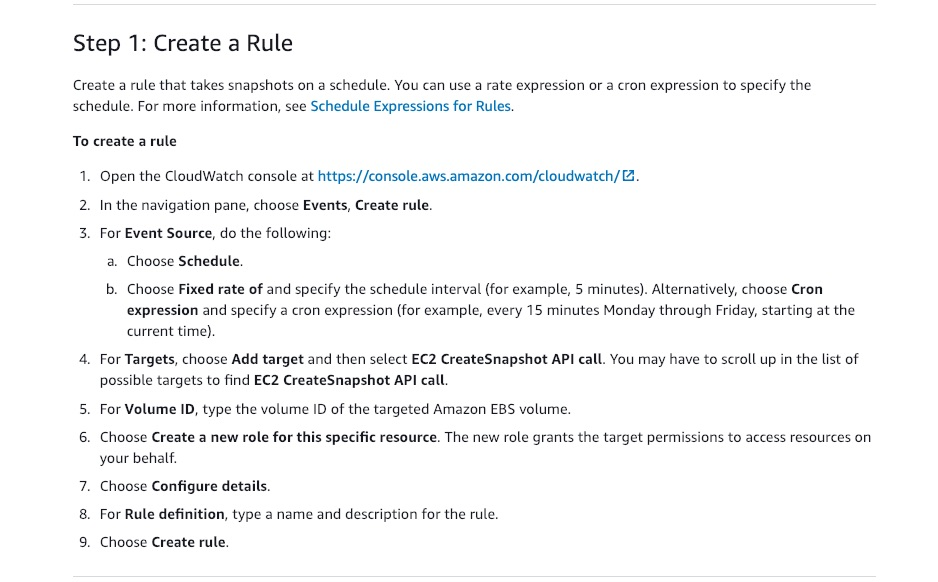 Step 1: Create a Rule
Create a rule that takes snapshots on a schedule. You can use a rate expression or a cron expression to specify the
schedule. For more information, see Schedule Expressions for Rules.
To create a rule
1. Open the CloudWatch console at https://console.aws.amazon.com/cloudwatch/.
2. In the navigation pane, choose Events, Create rule.
3. For Event Source, do the following:
a. Choose Schedule.
b. Choose Fixed rate of and specify the schedule interval (for example, 5 minutes). Alternatively, choose Cron
expression and specify a cron expression (for example, every 15 minutes Monday through Friday, starting at the
current time).
4. For Targets, choose Add target and then select EC2 CreateSnapshot API call. You may have to scroll up in the list of
possible targets to find EC2 CreateSnapshot API call.
5. For Volume ID, type the volume ID of the targeted Amazon EBS volume.
6. Choose Create a new role for this specific resource. The new role grants the target permissions to access resources on
your behalf.
7. Choose Configure details.
8. For Rule definition, type a name and description for the rule.
9. Choose Create rule.